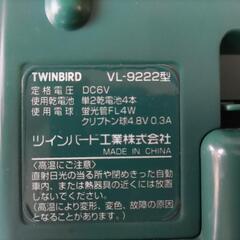 TWINBIRD VL-9222型
定格電圧 DC6V
使用乾電池 単2乾電池4本
使用電球 蛍光管FL4W
クリプトン球4.8V 0.3A
ツインバード工業株式会社
MADE IN CHINA
〈高温にご注意〉
直射日光の当る所や閉めきった自動
車内、または熱器具の近くには放置
しないでください。
(高温により変形、変色、故障の原因
となります。)